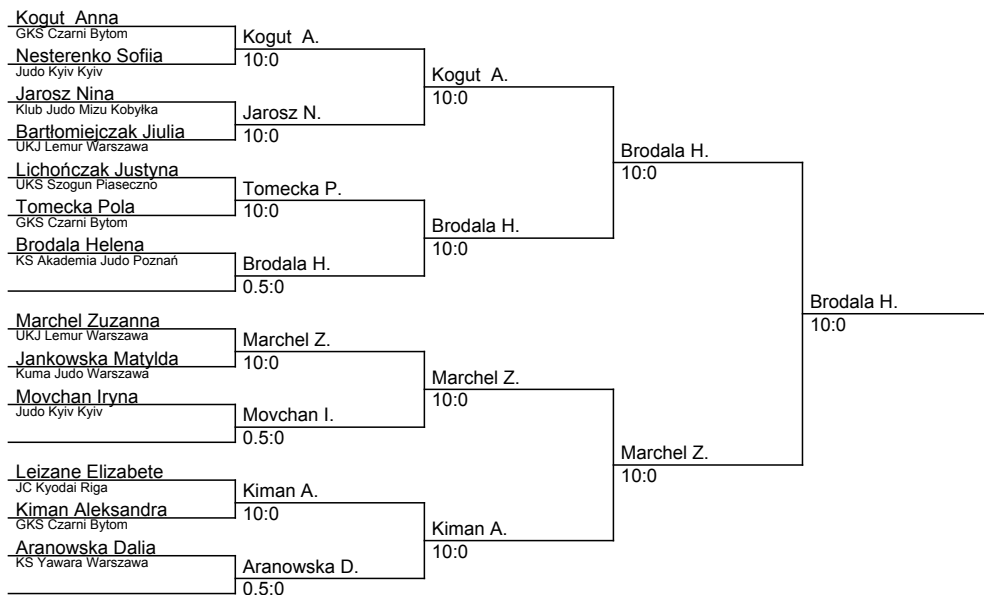 Kogut  Anna
GKS Czarni Bytom
Nesterenko Sofiia
Judo Kyiv Kyiv
Jarosz Nina
Klub Judo Mizu Kobyłka
Bartłomiejczak Jiulia
UKJ Lemur Warszawa
Lichończak Justyna
UKS Szogun Piaseczno
Tomecka Pola
GKS Czarni Bytom
Brodala Helena
KS Akademia Judo Poznań
Marchel Zuzanna
UKJ Lemur Warszawa
Jankowska Matylda
Kuma Judo Warszawa
Movchan Iryna
Judo Kyiv Kyiv
Leizane Elizabete
JC Kyodai Riga
Kiman Aleksandra
GKS Czarni Bytom
Aranowska Dalia
KS Yawara Warszawa
Kogut  A.
10:0
Jarosz N.
10:0
Tomecka P.
10:0
Brodala H.
0.5:0
Marchel Z.
10:0
Movchan I.
0.5:0
Kiman A.
10:0
Aranowska D.
0.5:0
Kogut  A.
10:0
Brodala H.
10:0
Marchel Z.
10:0
Kiman A.
10:0
Brodala H.
10:0
Marchel Z.
10:0
Brodala H.
10:0